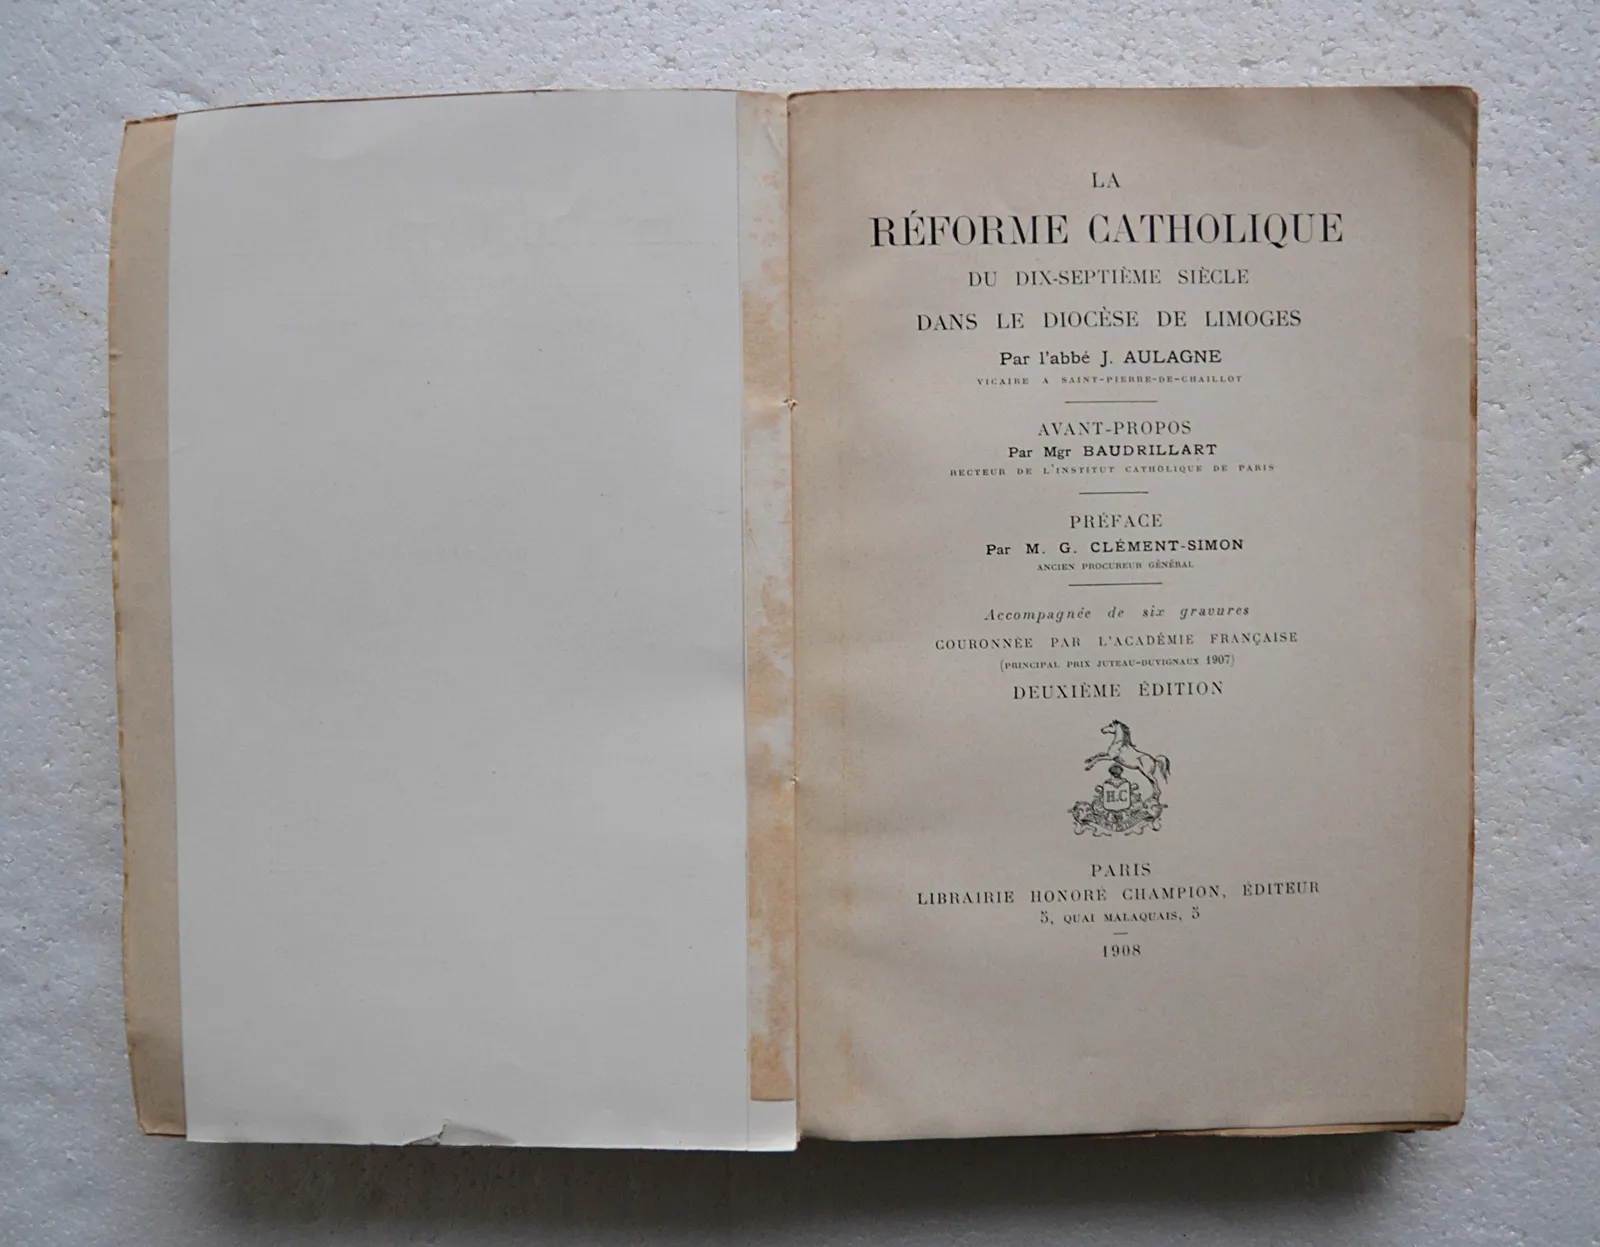 LA
RÉFORME CATHOLIQUE
DU DIX-SEPTIÈME SIÈCLE
DANS LE DIOCÈSE DE LIMOGES
Par l'abbé J. AULAGNE
VICAIRE A SAINT-PIERRE-DE-CHAILLOT
AVANT-PROPOS
Par Mgr BAUDRILLART
RECTEUR DE L'INSTITUT CATHOLIQUE DE PARIS
PRÉFACE
Par M. G. CLÉMENT-SIMON
ANCIEN PROCUREUR GÉNÉRAL
Accompagnée de six gravures
COURONNÉE PAR L'ACADÉMIE FRANÇAISE
(PRINCIPAL PRIX JUTEAU-DUVIGNAUX 1907)
DEUXIÈME ÉDITION
H.C
PARIS
LIBRAIRIE HONORÉ CHAMPION, ÉDITEUR
5, QUAI MALAQUAIS, 5
1908